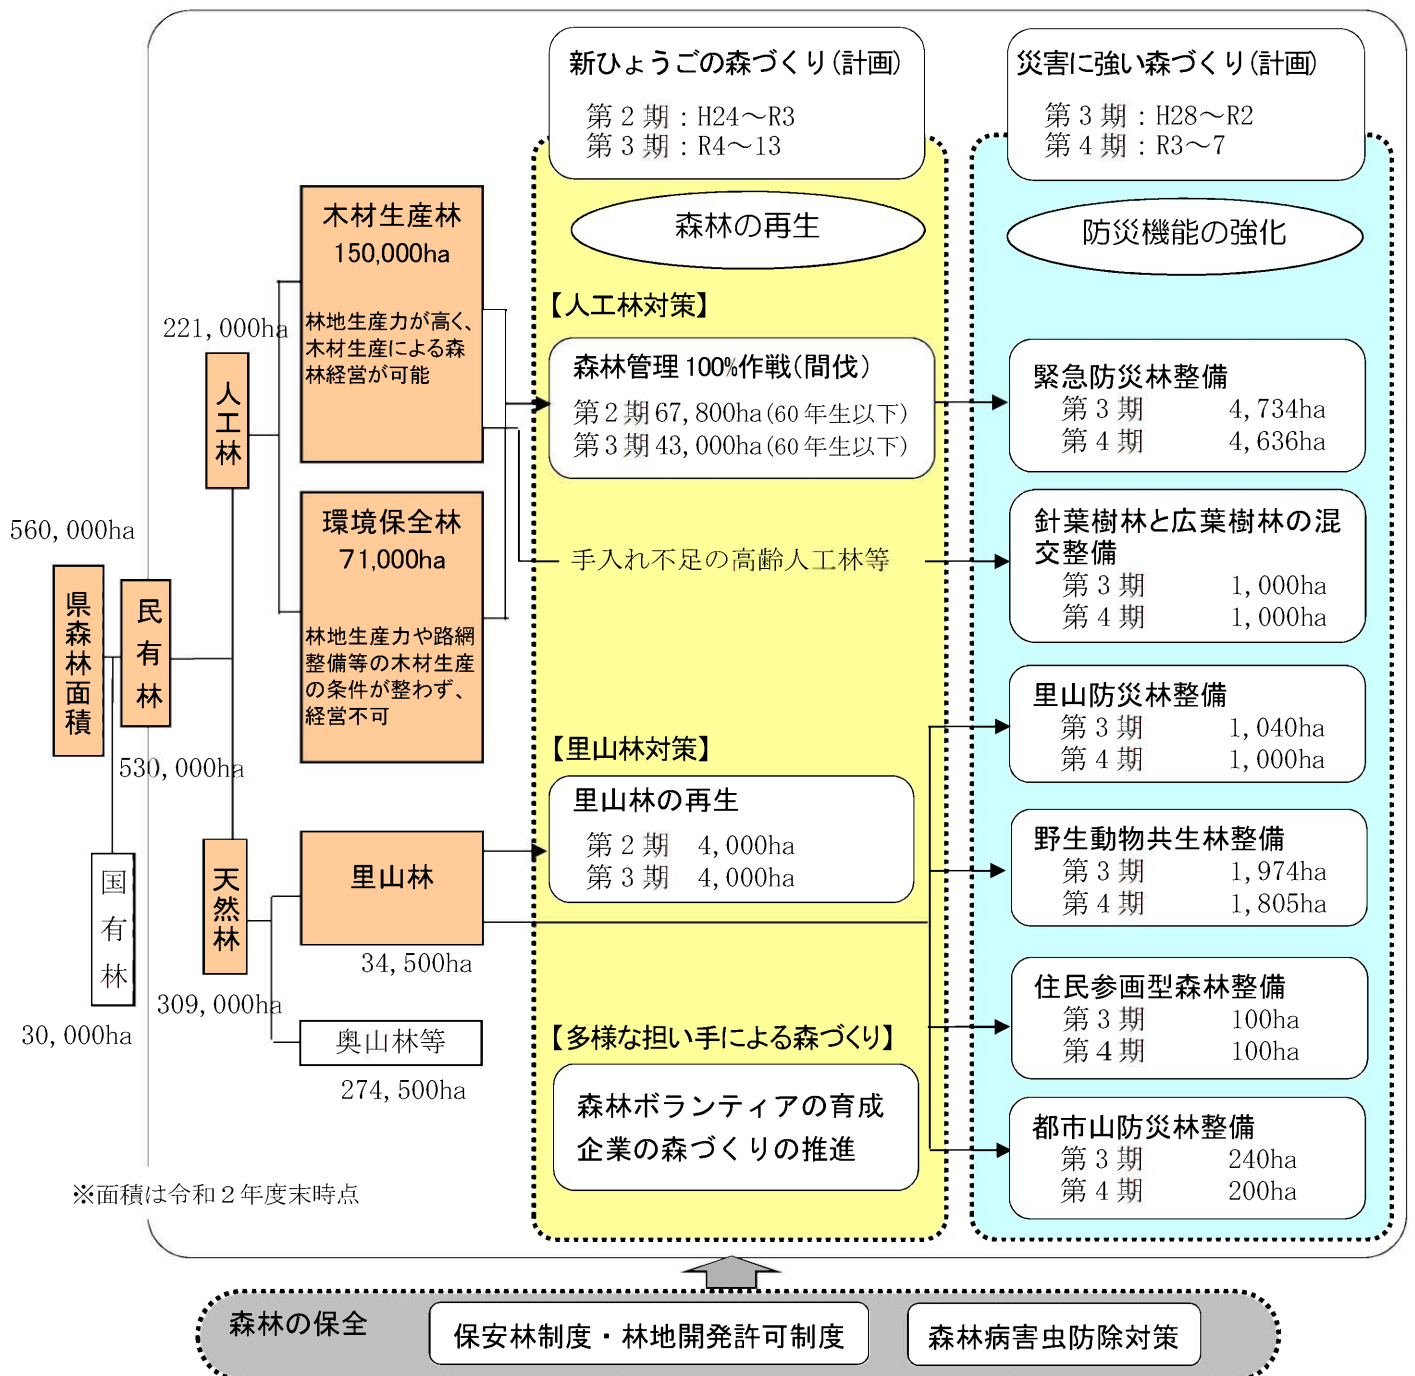 新ひょうごの森づくり(計画)
第2期：H24～R3
第3期：R4～13
災害に強い森づくり(計画)
第3期：H28～R2
第4期：R3～7
森林の再生
防災機能の強化
560,000ha
県森林面積
民有林
530,000ha
国有林
30,000ha
221,000ha
人工林
天然林
309,000ha
木材生産林
150,000ha
林地生産力が高く、
木材生産による森
林経営が可能
環境保全林
71,000ha
林地生産力や路網
整備等の木材生産
の条件が整わず、
経営不可
里山林
34,500ha
奥山林等
274,500ha
※面積は令和2年度末時点
【人工林対策】
森林管理100%作戦(間伐)
第2期67,800ha(60年生以下)
第3期43,000ha(60年生以下)
手入れ不足の高齢人工林等
【里山林対策】
里山林の再生
第2期 4,000ha
第3期 4,000ha
【多様な担い手による森づくり】
森林ボランティアの育成
企業の森づくりの推進
緊急防災林整備
第3期 4,734ha
第4期 4,636ha
針葉樹林と広葉樹林の混
交整備
第3期 1,000ha
第4期 1,000ha
里山防災林整備
第3期 1,040ha
第4期 1,000ha
野生動物共生林整備
第3期 1,974ha
第4期 1,805ha
住民参画型森林整備
第3期 100ha
第4期 100ha
都市山防災林整備
第3期 240ha
第4期 200ha
森林の保全
保安林制度・林地開発許可制度
森林病害虫防除対策